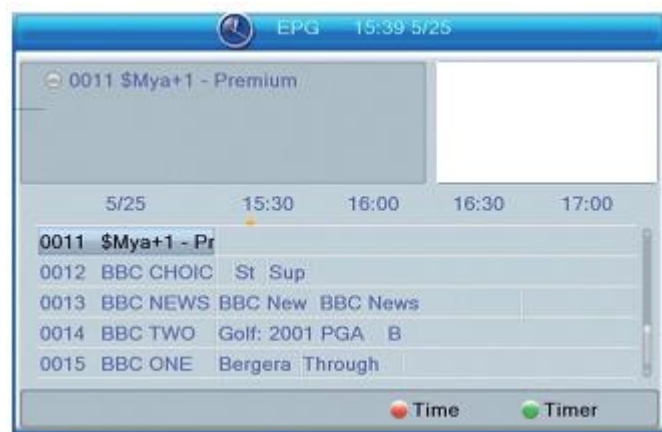 EPG 15:39 5/25
0011 $Mya+1 - Premium
5/25 15:30 16:00 16:30 17:00
0011 $Mya+1 - Pr
0012 BBC CHOIC St Sup
0013 BBC NEWS BBC New BBC News
0014 BBC TWO Golf: 2001 PGA B
0015 BBC ONE Bergera Through
Time Timer